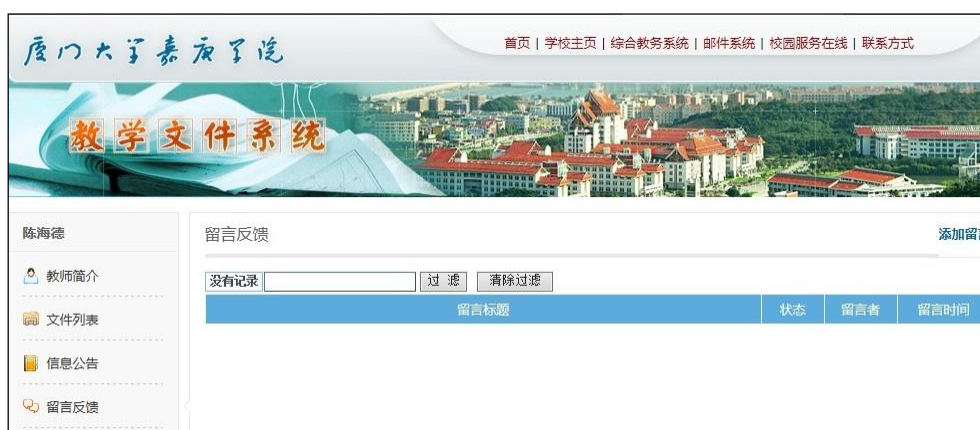 厦门大学嘉庚学院
首页 | 学校主页 | 综合教务系统 | 邮件系统 | 校园服务在线 | 联系方式
教学文件系统
陈海德
教师简介
文件列表
信息公告
留言反馈
留言反馈
添加留言
没有记录 过 滤 清除过滤
留言标题 状态 留言者 留言时间